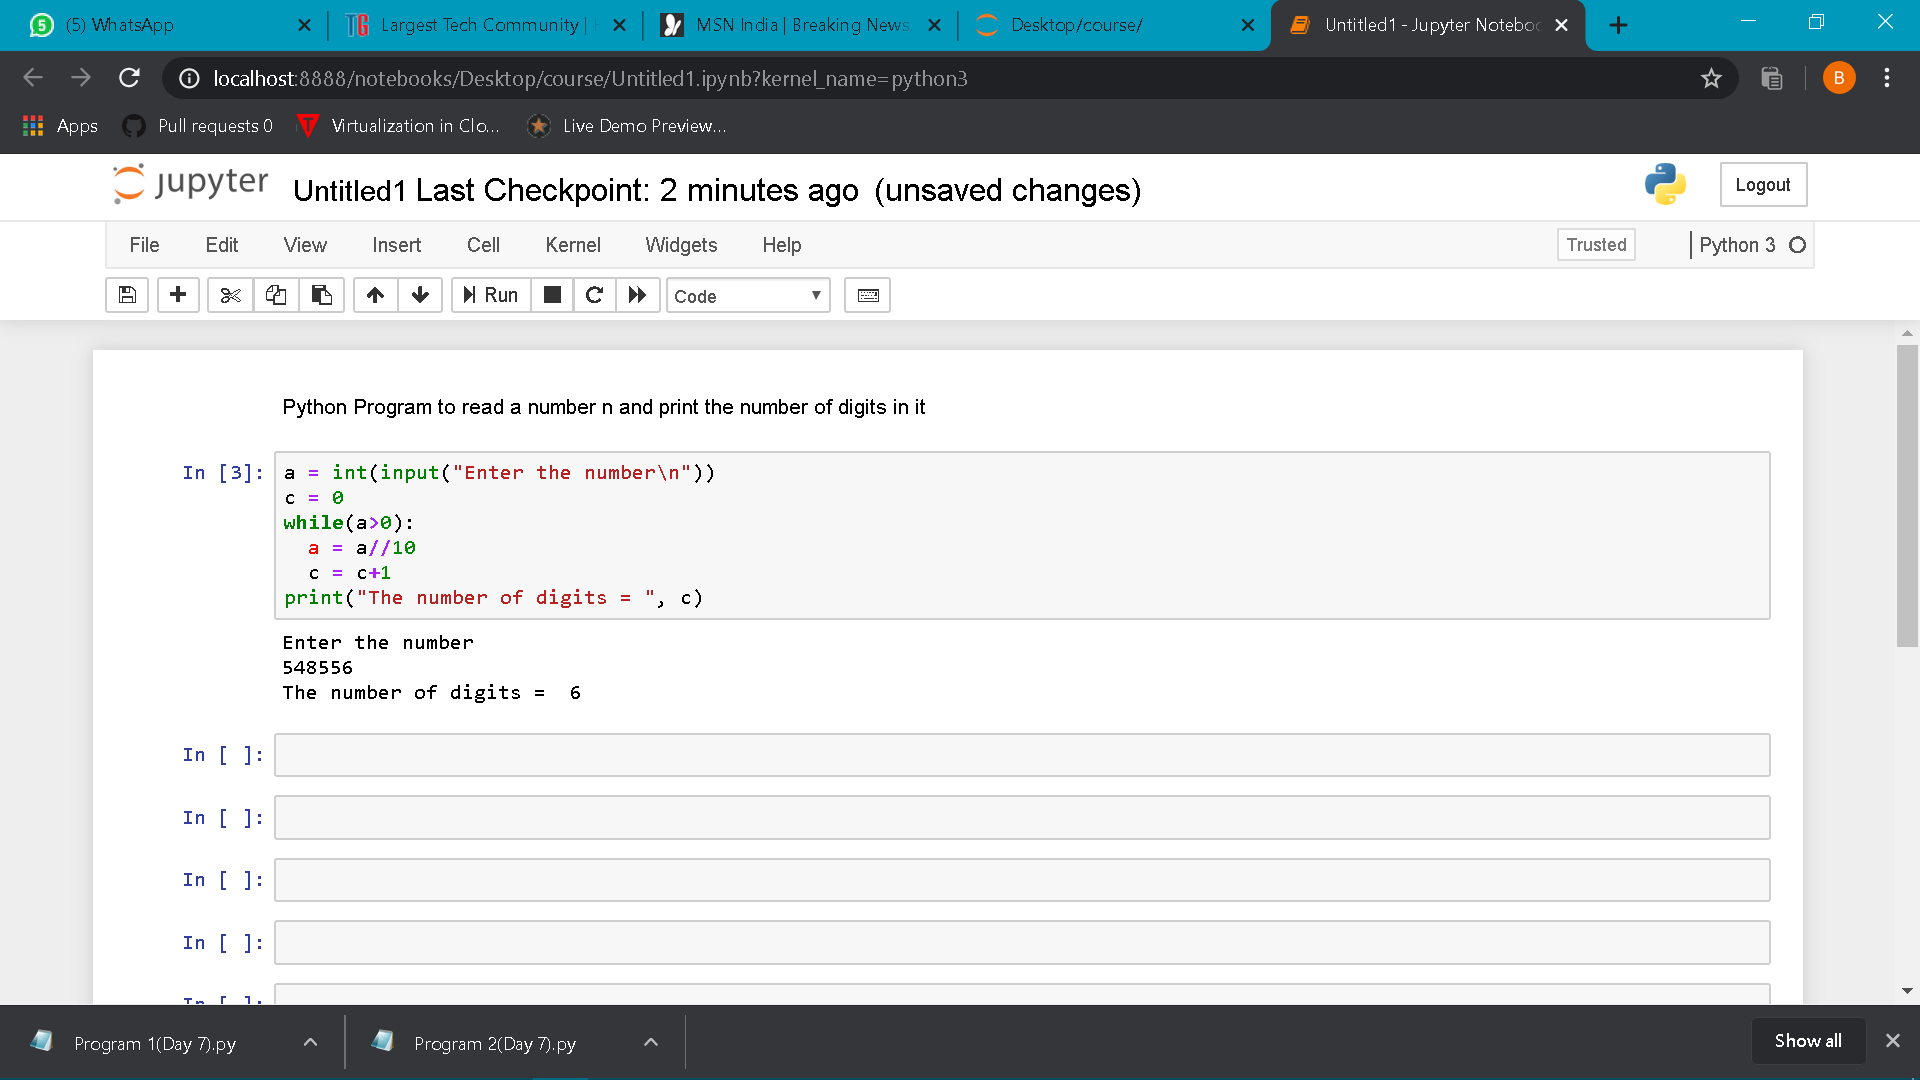 (5) WhatsApp
Largest Tech Community |
MSN India | Breaking News
Desktop/course/
Untitled1 - Jupyter Noteboo
localhost:8888/notebooks/Desktop/course/Untitled1.ipynb?kernel_name=python3
B
Apps
Pull requests 0
Virtualization in Clo...
Live Demo Preview...
jupyter Untitled1 Last Checkpoint: 2 minutes ago (unsaved changes)
Logout
File Edit View Insert Cell Kernel Widgets Help
Trusted
Python 3
Run
Code
Python Program to read a number n and print the number of digits in it
In [3]: a = int(input("Enter the number\n"))
c = 0
while(a>0):
a = a//10
c = c+1
print("The number of digits = ", c)
Enter the number
548556
The number of digits =  6
In [ ]:
In [ ]:
In [ ]:
In [ ]:
In [ ]:
Program 1(Day 7).py
Program 2(Day 7).py
Show all